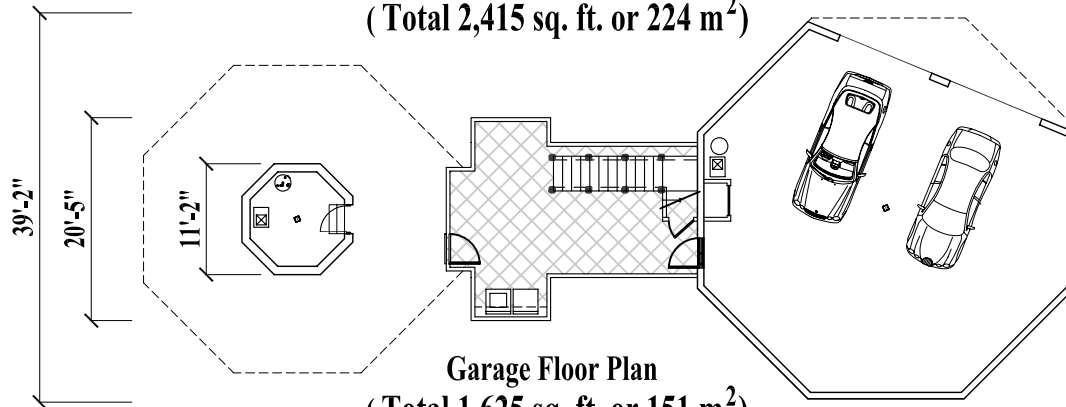 ( Total 2,415 sq. ft. or 224 m²)
39'-2"
20'-5"
11'-2"
Garage Floor Plan
( Total 1,625 sq. ft. or 151 m²)